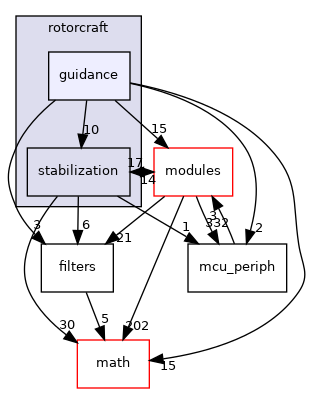 rotorcraft
guidance
10
15
stabilization
17
14
modules
3
6
21
1
3
332
2
filters
mcu_periph
30
5
202
15
math